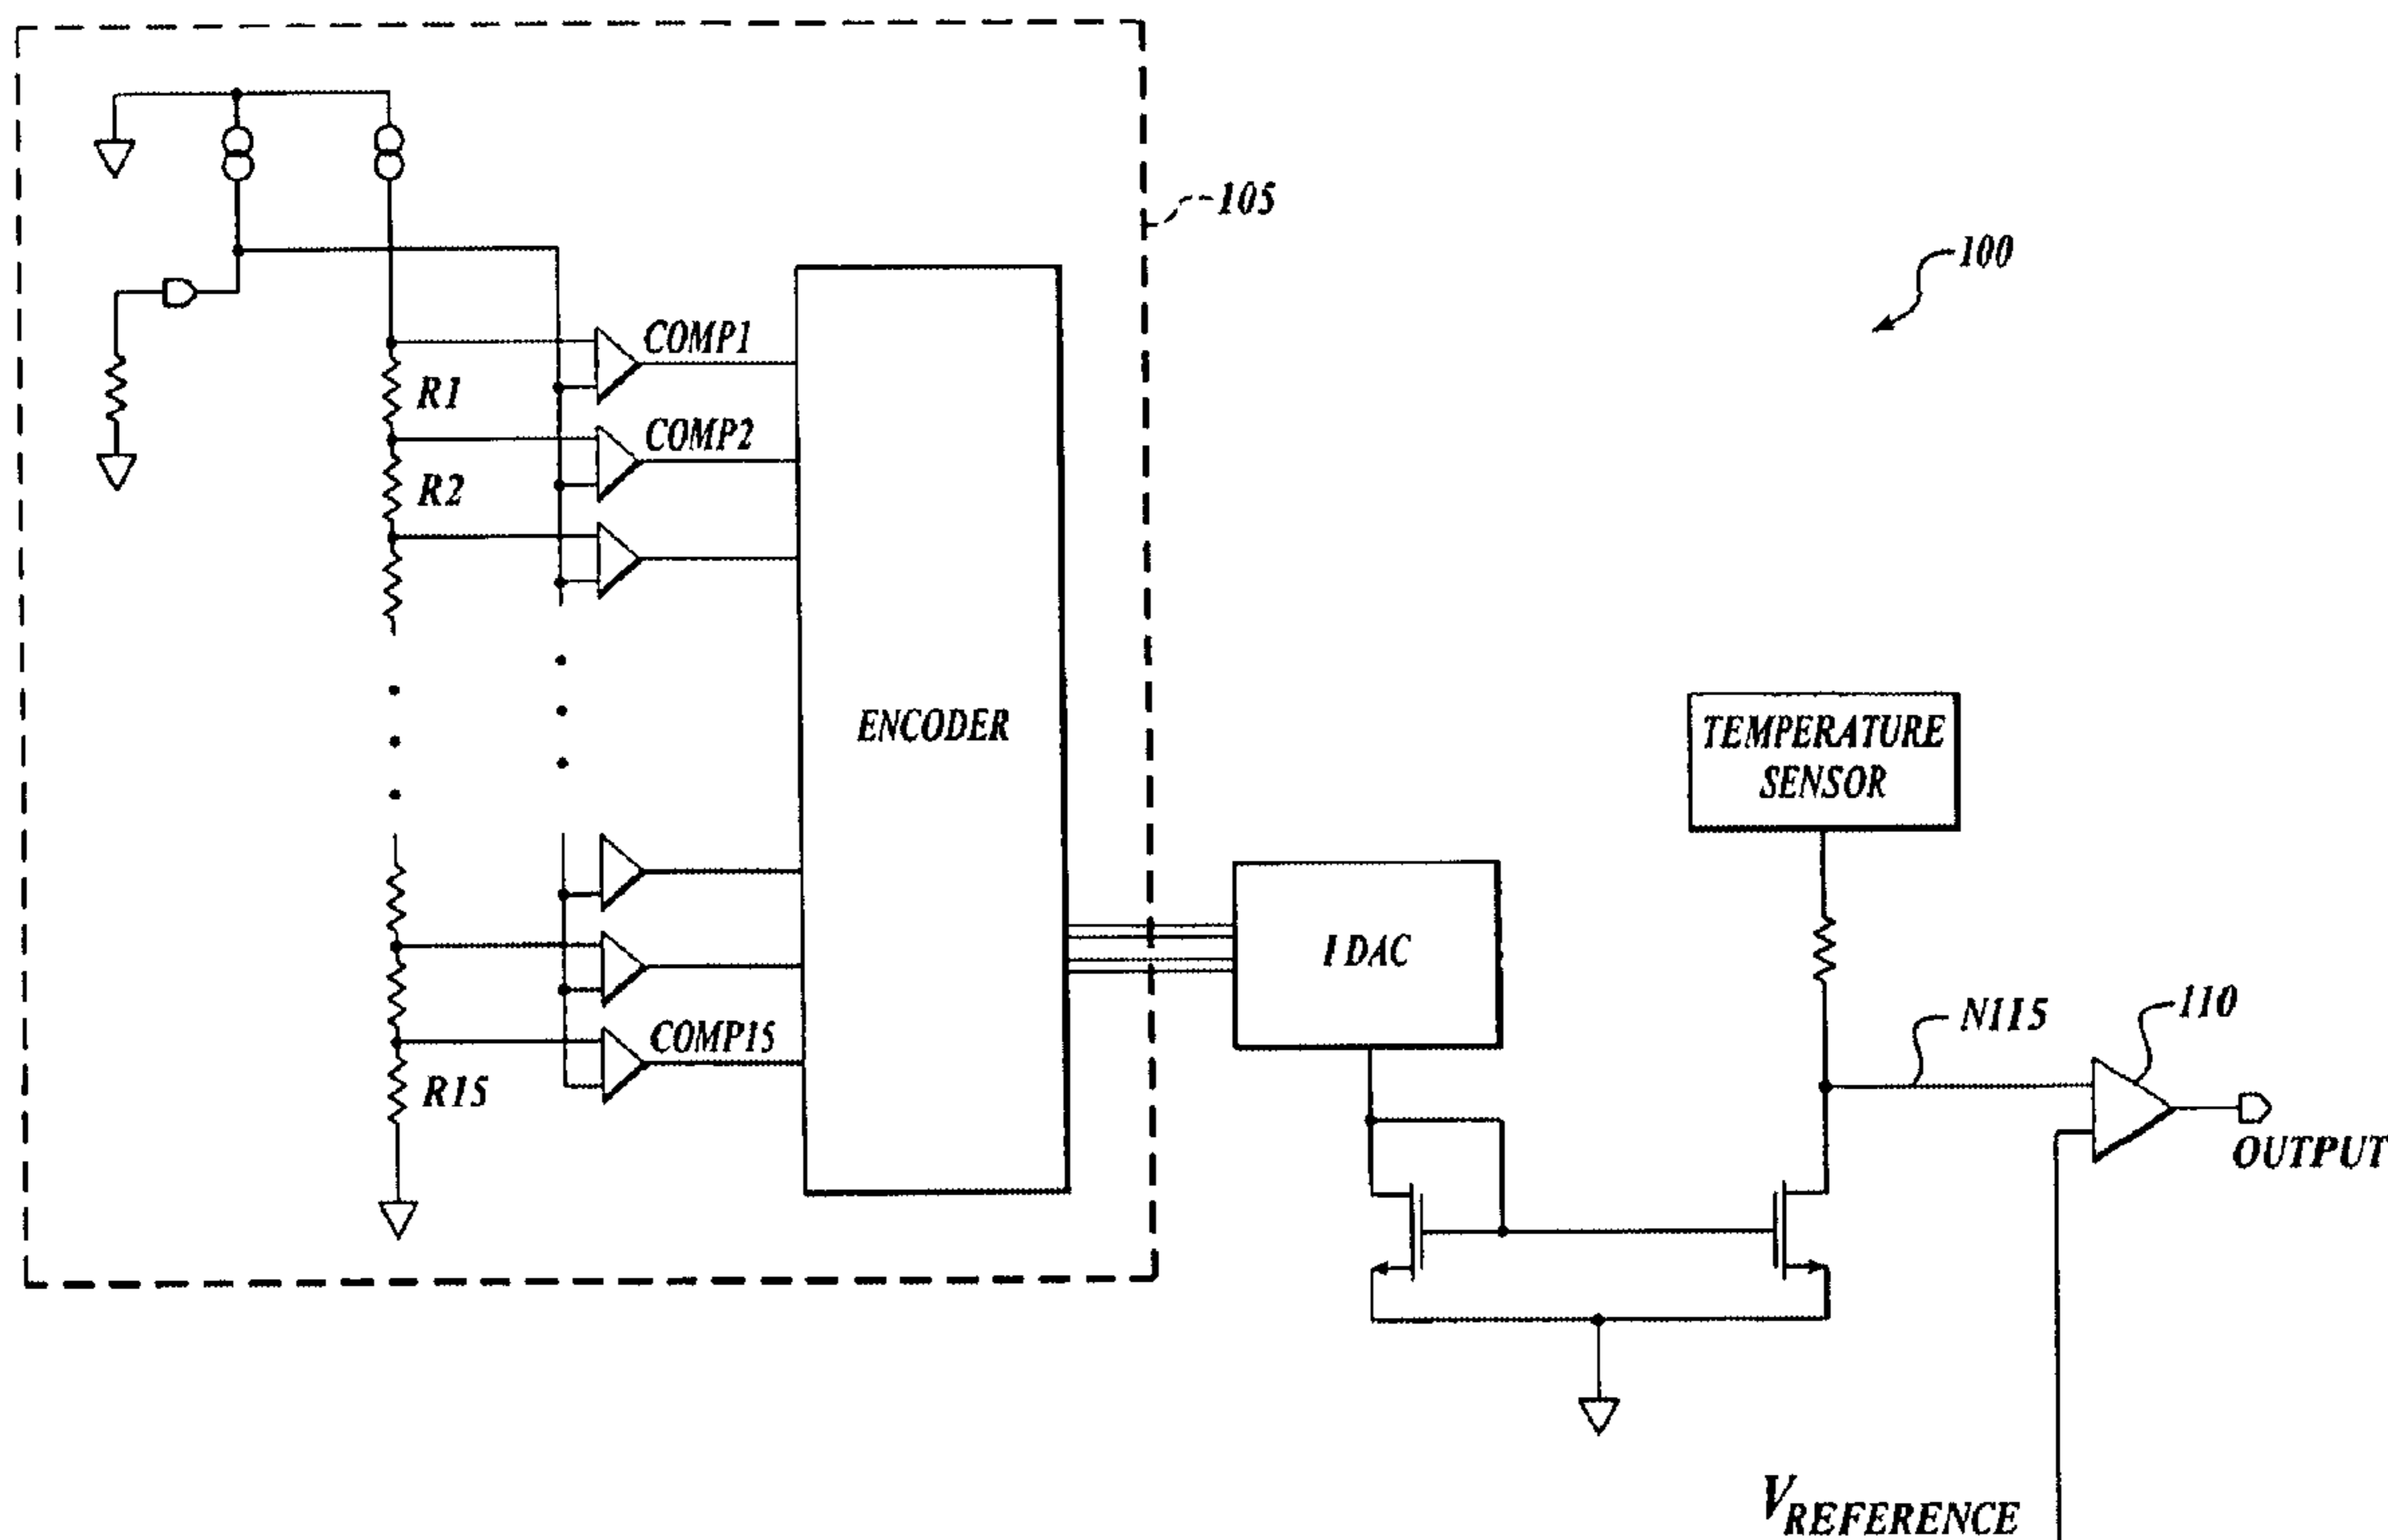 105
100
COMP1
R1
COMP2
R2
ENCODER
TEMPERATURE
SENSOR
I DAC
N115
110
COMP15
R15
OUTPUT
VREFERENCE